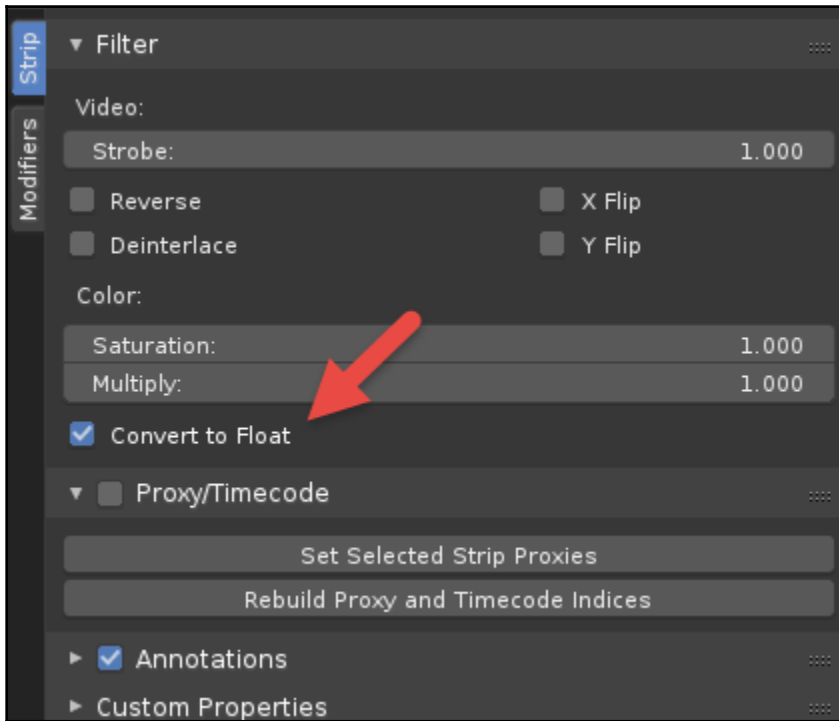 Strip
Modifiers
Filter
Video:
Strobe: 1.000
Reverse X Flip
Deinterlace Y Flip
Color:
Saturation: 1.000
Multiply: 1.000
Convert to Float
Proxy/Timecode
Set Selected Strip Proxies
Rebuild Proxy and Timecode Indices
Annotations
Custom Properties